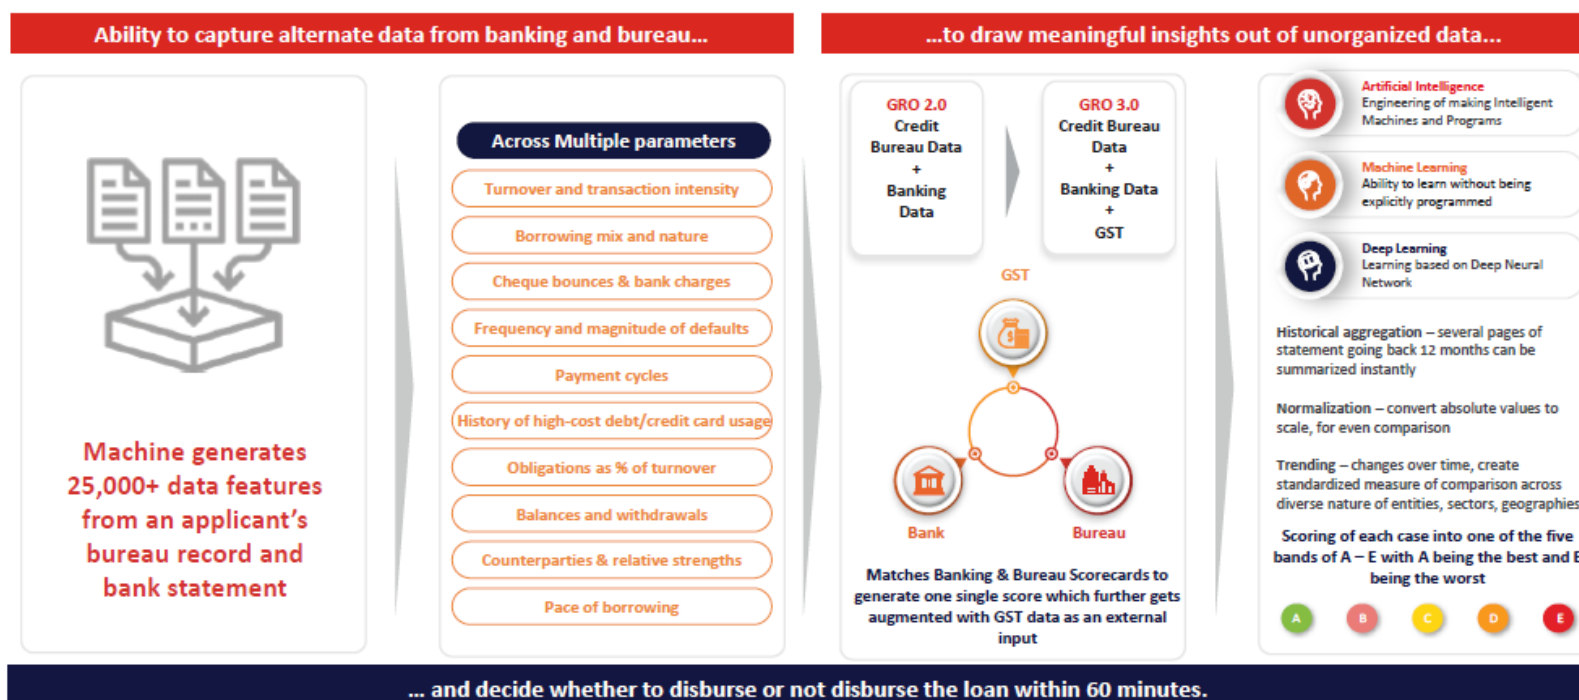 Ability to capture alternate data from banking and bureau...
...to draw meaningful insights out of unorganized data...
Machine generates
25,000+ data features
from an applicant's
bureau record and
bank statement
Across Multiple parameters
Turnover and transaction intensity
Borrowing mix and nature
Cheque bounces & bank charges
Frequency and magnitude of defaults
Payment cycles
History of high-cost debt/credit card usage
Obligations as % of turnover
Balances and withdrawals
Counterparties & relative strengths
Pace of borrowing
GRO 2.0
Credit
Bureau Data
+
Banking
Data
GRO 3.0
Credit Bureau
Data
+
Banking Data
+
GST
GST
Bank
Bureau
Matches Banking & Bureau Scorecards to
generate one single score which further gets
augmented with GST data as an external
input
Artificial Intelligence
Engineering of making Intelligent
Machines and Programs
Machine Learning
Ability to learn without being
explicitly programmed
Deep Learning
Learning based on Deep Neural
Network
Historical aggregation – several pages of
statement going back 12 months can be
summarized instantly
Normalization – convert absolute values to
scale, for even comparison
Trending – changes over time, create
standardized measure of comparison across
diverse nature of entities, sectors, geographies
Scoring of each case into one of the five
bands of A – E with A being the best and E
being the worst
A B C D E
... and decide whether to disburse or not disburse the loan within 60 minutes.